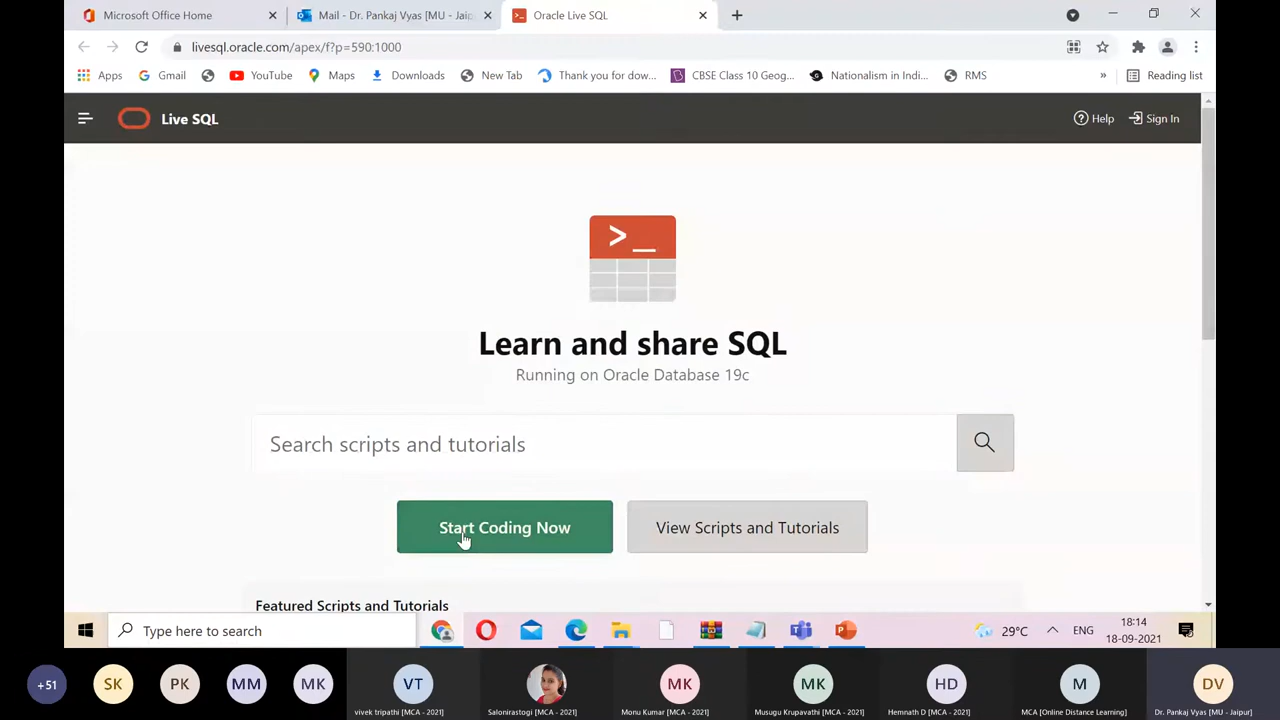 Microsoft Office Home
Mail - Dr. Pankaj Vyas [MU - Jaip
Oracle Live SQL
livesql.oracle.com/apex/f?p=590:1000
Apps
Gmail
YouTube
Maps
Downloads
New Tab
Thank you for dow...
CBSE Class 10 Geog...
Nationalism in Indi...
RMS
»
Reading list
Live SQL
Help
Sign In
>_
Learn and share SQL
Running on Oracle Database 19c
Search scripts and tutorials
Start Coding Now
View Scripts and Tutorials
Featured Scripts and Tutorials
Type here to search
29°C
ENG
18:14
18-09-2021
+51
SK
PK
MM
MK
VT
vivek tripathi [MCA - 2021]
Salonirastogi [MCA - 2021]
MK
Monu Kumar [MCA - 2021]
MK
Musugu Krupavathi [MCA - 2021]
HD
Hemnath D [MCA - 2021]
M
MCA [Online Distance Learning]
DV
Dr. Pankaj Vyas [MU - Jaipur]